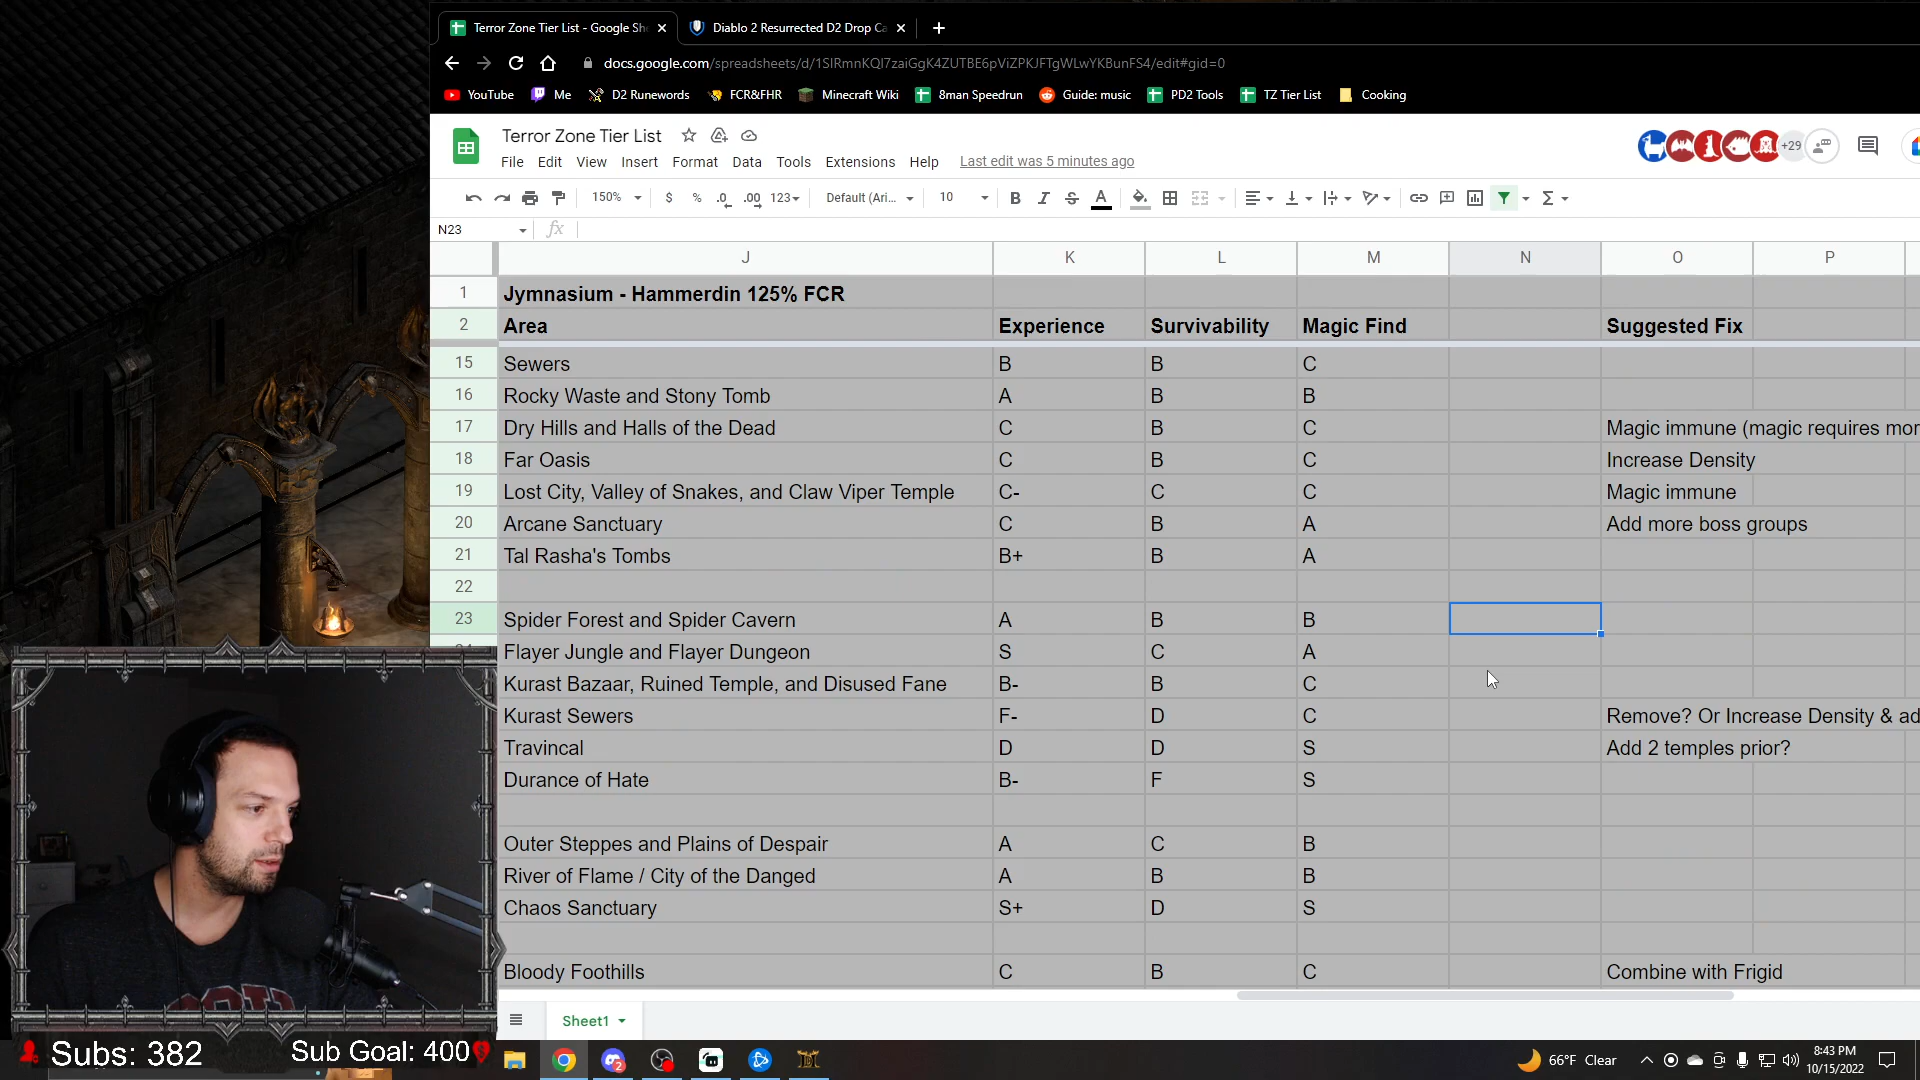 Terror Zone Tier List - Google She
Diablo 2 Resurrected D2 Drop Ca
docs.google.com/spreadsheets/d/1SlRmnKQl7zaiGgK4ZUTBE6pViZPKJFTgWLwYKBunFS4/edit#gid=0
YouTube Me D2 Runewords FCR&FHR Minecraft Wiki 8man Speedrun Guide: music PD2 Tools TZ Tier List Cooking
Terror Zone Tier List
+29
File Edit View Insert Format Data Tools Extensions Help Last edit was 5 minutes ago
150% $ % .0 .00 123 Default (Ari... 10 B I S A Σ
N23 fx
J K L M N O P
1 Jymnasium - Hammerdin 125% FCR
2 Area Experience Survivability Magic Find Suggested Fix
15 Sewers B B C
16 Rocky Waste and Stony Tomb A B B
17 Dry Hills and Halls of the Dead C B C Magic immune (magic requires mor
18 Far Oasis C B C Increase Density
19 Lost City, Valley of Snakes, and Claw Viper Temple C- C C Magic immune
20 Arcane Sanctuary C B A Add more boss groups
21 Tal Rasha's Tombs B+ B A
22
23 Spider Forest and Spider Cavern A B B
Flayer Jungle and Flayer Dungeon S C A
Kurast Bazaar, Ruined Temple, and Disused Fane B- B C
Kurast Sewers F- D C Remove? Or Increase Density & ad
Travincal D D S Add 2 temples prior?
Durance of Hate B- F S
Outer Steppes and Plains of Despair A C B
River of Flame / City of the Danged A B B
Chaos Sanctuary S+ D S
Bloody Foothills C B C Combine with Frigid
Sheet1
Subs: 382 Sub Goal: 400
2
66°F Clear
8:43 PM
10/15/2022